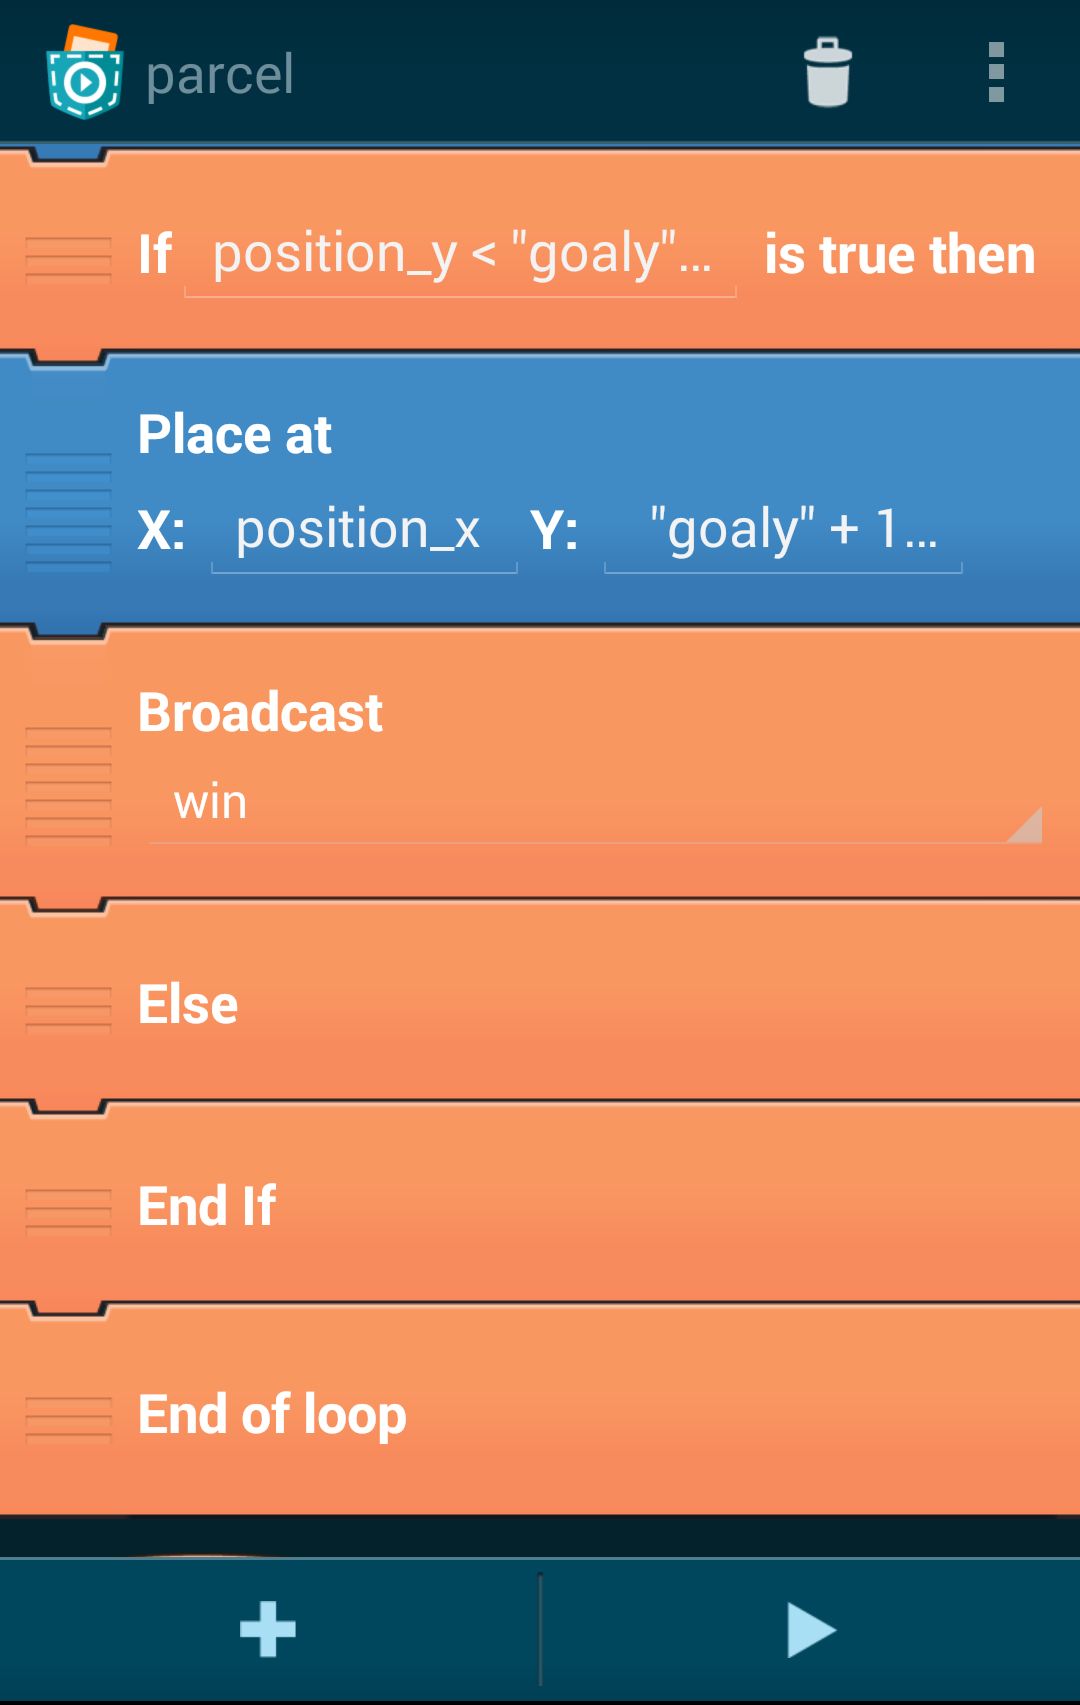 parcel
If position_y < "goaly"... is true then
Place at
X: position_x Y: "goaly" + 1...
Broadcast
win
Else
End If
End of loop